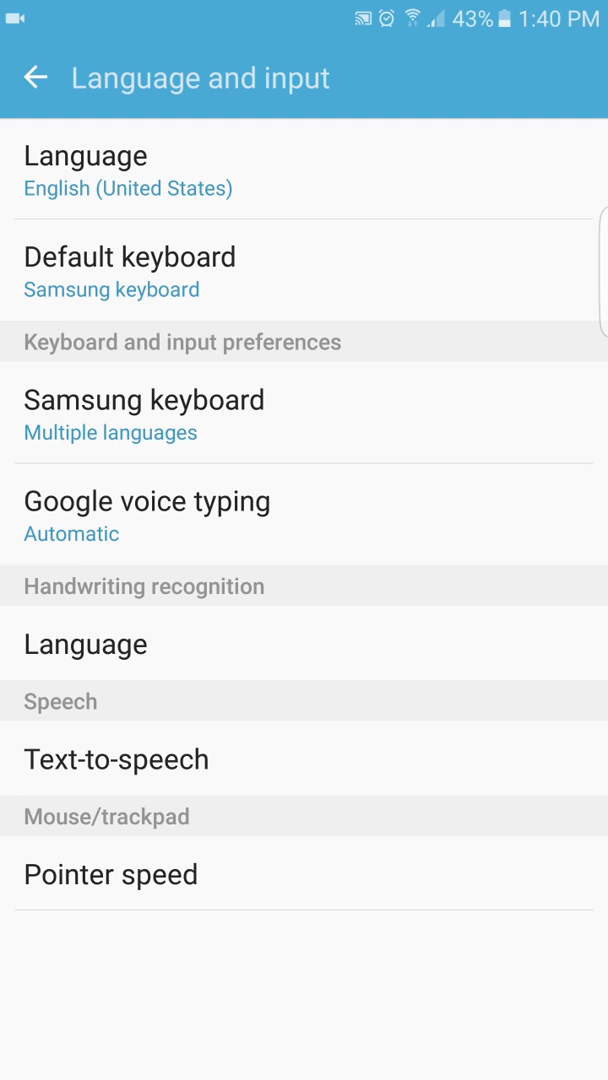 43% 1:40 PM
Language and input
Language
English (United States)
Default keyboard
Samsung keyboard
Keyboard and input preferences
Samsung keyboard
Multiple languages
Google voice typing
Automatic
Handwriting recognition
Language
Speech
Text-to-speech
Mouse/trackpad
Pointer speed